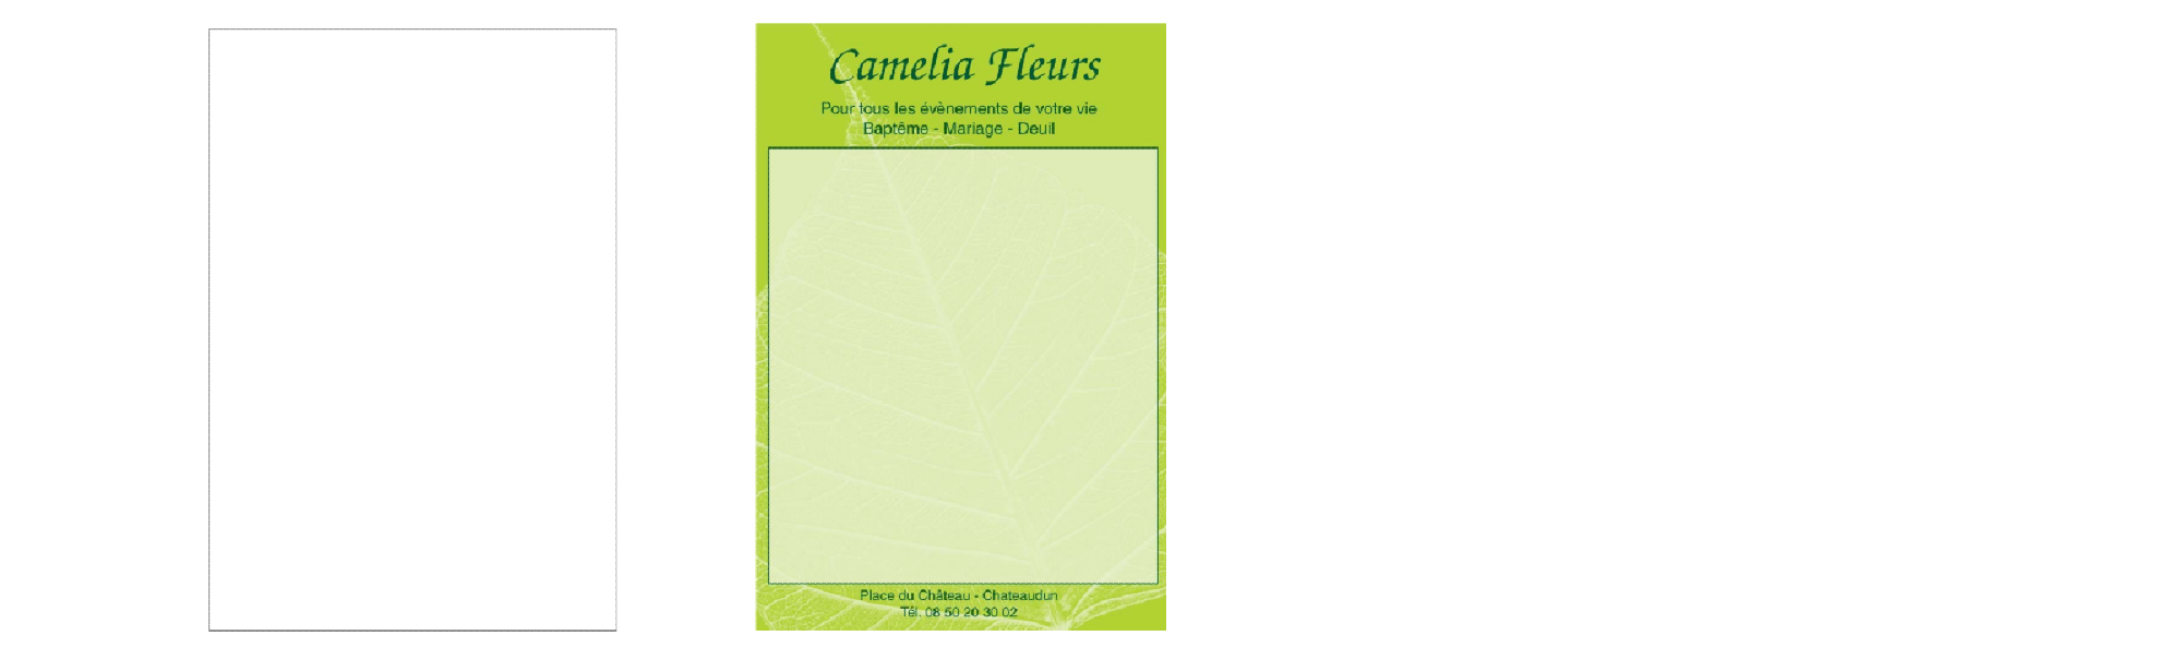 Camelia Fleurs
Pour tous les évènements de votre vie
Baptême - Mariage - Deuil
Place du Château - Chateaudun
Tél. 08 50 20 30 02